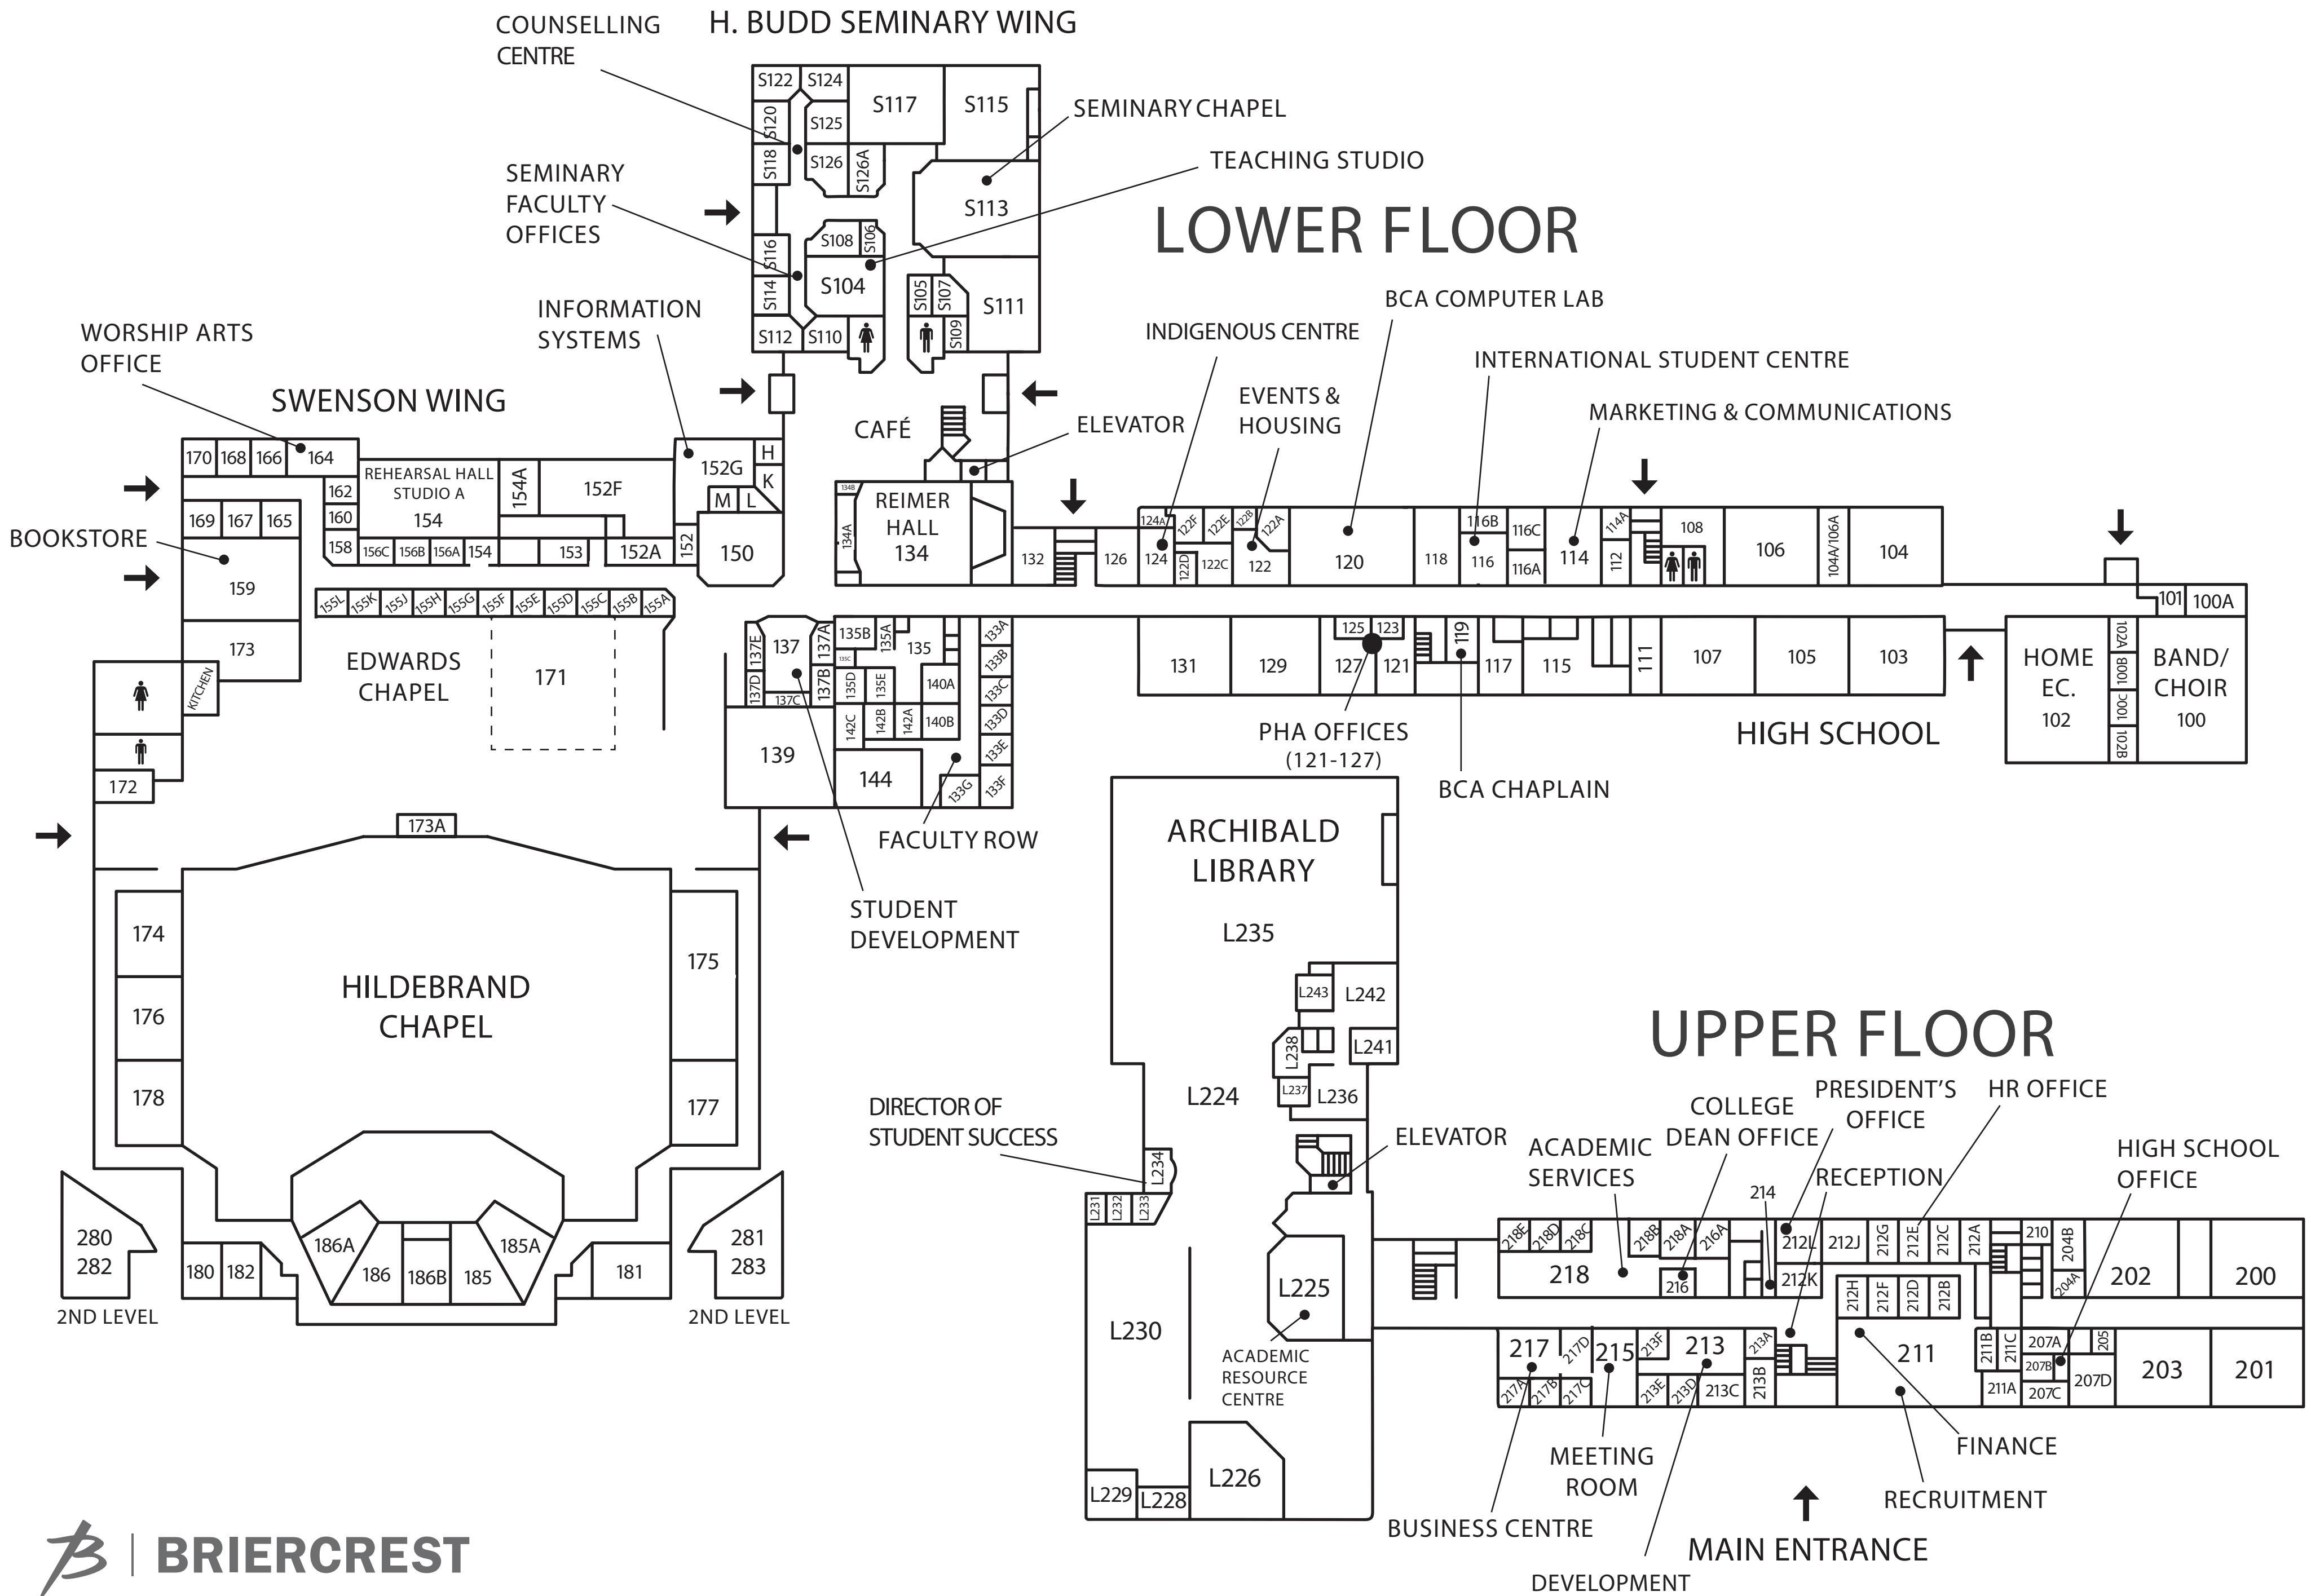 COUNSELLING
CENTRE
H. BUDD SEMINARY WING
S122
S124
S117
S115
S120
S125
S118
S126
S126A
SEMINARY CHAPEL
TEACHING STUDIO
SEMINARY
FACULTY
OFFICES
S113
S116
S108
S106
S114
S104
S105
S107
S111
S112
S110
S109
LOWER FLOOR
INFORMATION
SYSTEMS
WORSHIP ARTS
OFFICE
SWENSON WING
CAFÉ
ELEVATOR
INDIGENOUS CENTRE
EVENTS &
HOUSING
BCA COMPUTER LAB
INTERNATIONAL STUDENT CENTRE
MARKETING & COMMUNICATIONS
170
168
166
164
REHEARSAL HALL
STUDIO A
154
154A
152F
152G
H
K
M
L
162
160
158
169
167
165
BOOKSTORE
159
156C
156B
156A
154
153
152A
152
150
134B
134A
REIMER
HALL
134
132
126
124A
124
122F
122E
122B
122A
122D
122C
122
120
118
116B
116
116C
116A
114
114A
112
108
106
104A/106A
104
101
100A
155L
155K
155J
155H
155G
155F
155E
155D
155C
155B
155A
173
KITCHEN
EDWARDS
CHAPEL
171
137E
137
137A
137D
137C
137B
135B
135A
135
135C
135D
135E
140A
142C
142B
142A
140B
133A
133B
133C
133D
133E
133F
133G
139
144
131
129
125
123
127
121
119
117
115
111
107
105
103
HOME
EC.
102
102A
100B
100C
102B
BAND/
CHOIR
100
PHA OFFICES
(121-127)
BCA CHAPLAIN
HIGH SCHOOL
172
173A
FACULTY ROW
STUDENT
DEVELOPMENT
174
176
178
HILDEBRAND
CHAPEL
175
177
280
282
2ND LEVEL
180
182
186A
186
186B
185
185A
181
281
283
2ND LEVEL
ARCHIBALD
LIBRARY
L235
L243
L242
L238
L241
L237
L236
L224
DIRECTOR OF
STUDENT SUCCESS
L234
L231
L232
L233
ELEVATOR
L225
L230
ACADEMIC
RESOURCE
CENTRE
L226
L229
L228
UPPER FLOOR
ACADEMIC
SERVICES
COLLEGE
DEAN OFFICE
PRESIDENT'S
OFFICE
HR OFFICE
RECEPTION
HIGH SCHOOL
OFFICE
214
218E
218D
218C
218B
218A
216A
218
216
212L
212K
212J
212G
212E
212C
212A
212H
212F
212D
212B
210
204B
204A
202
200
217
217D
217A
217B
217C
215
213F
213
213A
213E
213D
213C
213B
211
211B
211C
211A
207A
205
207B
207C
207D
203
201
MEETING
ROOM
BUSINESS CENTRE
DEVELOPMENT
FINANCE
RECRUITMENT
MAIN ENTRANCE
B | BRIERCREST